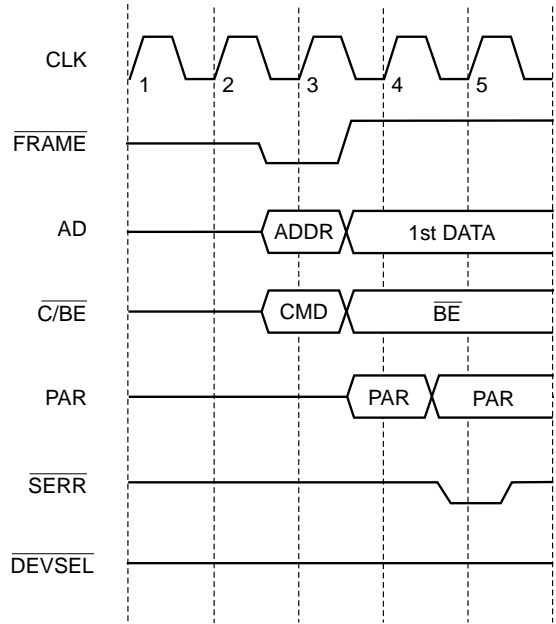 CLK
1 2 3 4 5
FRAME
AD ADDR 1st DATA
C/BE CMD BE
PAR PAR PAR
SERR
DEVSEL